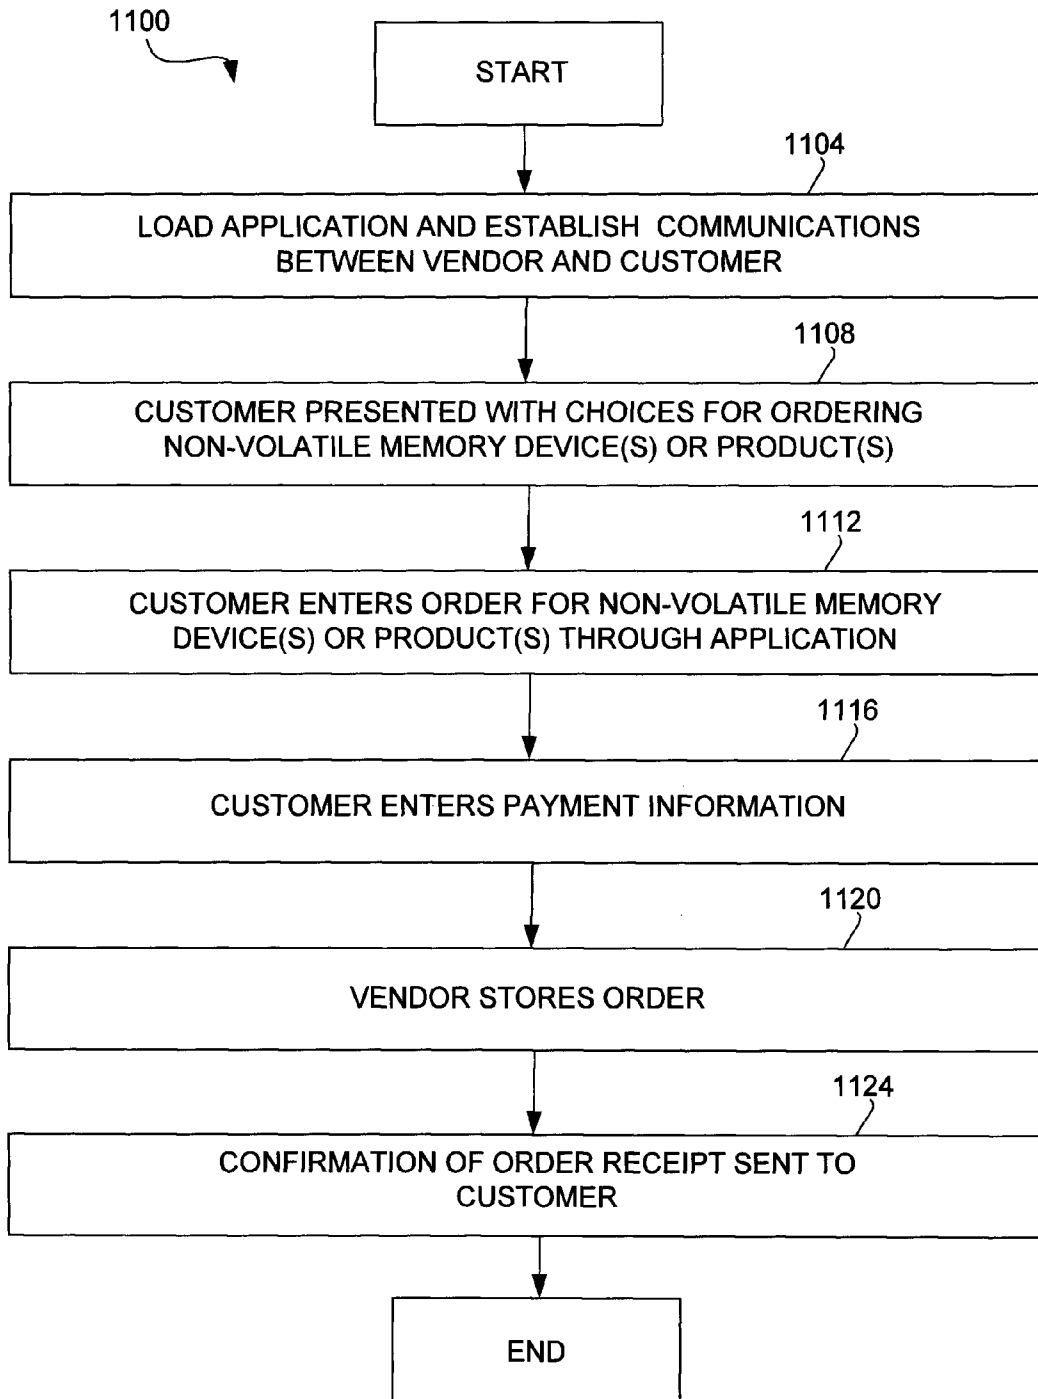 1100
START
1104
LOAD APPLICATION AND ESTABLISH COMMUNICATIONS
BETWEEN VENDOR AND CUSTOMER
1108
CUSTOMER PRESENTED WITH CHOICES FOR ORDERING
NON-VOLATILE MEMORY DEVICE(S) OR PRODUCT(S)
1112
CUSTOMER ENTERS ORDER FOR NON-VOLATILE MEMORY
DEVICE(S) OR PRODUCT(S) THROUGH APPLICATION
1116
CUSTOMER ENTERS PAYMENT INFORMATION
1120
VENDOR STORES ORDER
1124
CONFIRMATION OF ORDER RECEIPT SENT TO
CUSTOMER
END